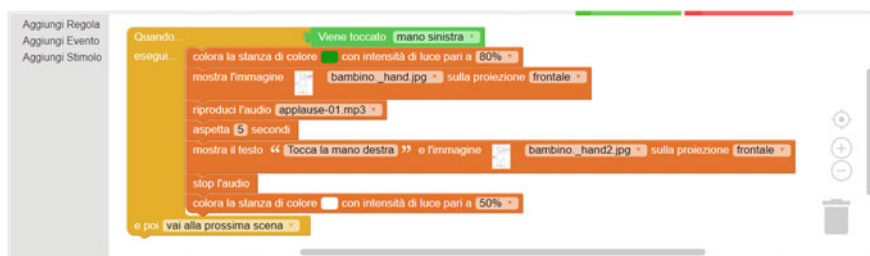 Aggiungi Regola
Aggiungi Evento
Aggiungi Stimolo
Quando... Viene toccato mano sinistra
esegui... colora la stanza di colore con intensità di luce pari a 80%
mostra l'immagine bambino._hand.jpg sulla proiezione frontale
riproduci l'audio applause-01.mp3
aspetta 5 secondi
mostra il testo “ Tocca la mano destra ” e l'immagine bambino._hand2.jpg sulla proiezione frontale
stop l'audio
colora la stanza di colore con intensità di luce pari a 50%
e poi vai alla prossima scena